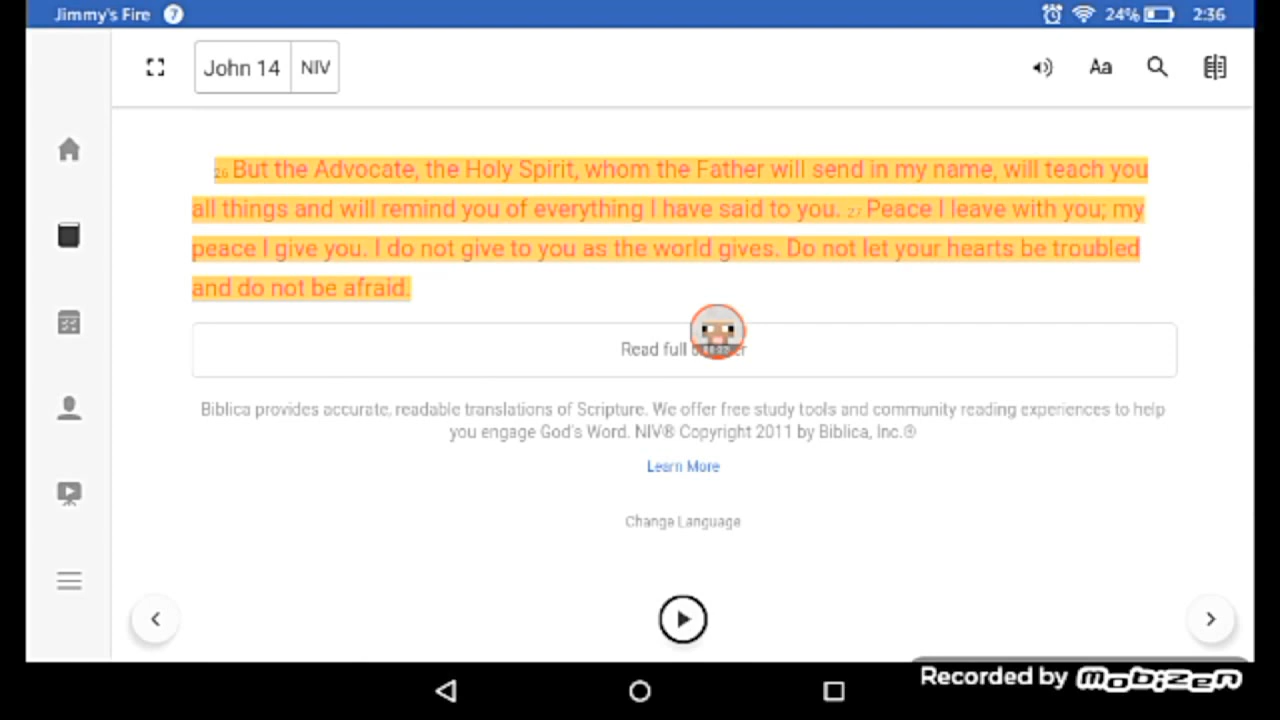 Jimmy's Fire 7 24% 2:36
John 14 NIV Aa
26 But the Advocate, the Holy Spirit, whom the Father will send in my name, will teach you
all things and will remind you of everything I have said to you. 27 Peace I leave with you; my
peace I give you. I do not give to you as the world gives. Do not let your hearts be troubled
and do not be afraid.
Read full
Biblica provides accurate, readable translations of Scripture. We offer free study tools and community reading experiences to help
you engage God's Word. NIV® Copyright 2011 by Biblica, Inc.®
Learn More
Change Language
Recorded by mobizen